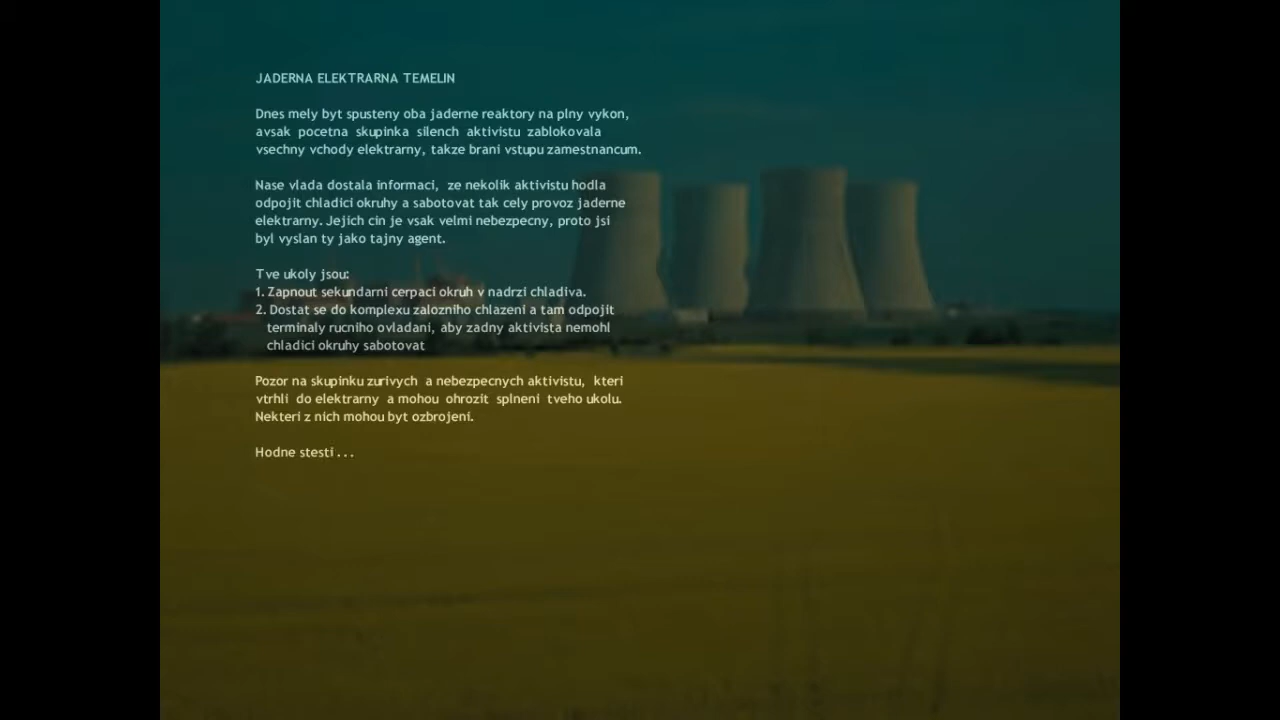 JADERNA ELEKTRARNA TEMELIN
Dnes mely byt spusteny oba jaderne reaktory na plny vykon,
avsak pocetna skupinka silench aktivistu zablokovala
vsechny vchody elektrarny, takze brani vstupu zamestnancum.
Nase vlada dostala informaci, ze nekolik aktivistu hodla
odpojit chladici okruhy a sabotovat tak cely provoz jaderne
elektrarny. Jejich cin je vsak velmi nebezpecny, proto jsi
byl vyslan ty jako tajny agent.
Tve ukoly jsou:
1. Zapnout sekundarni cerpaci okruh v nadrzi chladiva.
2. Dostat se do komplexu zalozniho chlazeni a tam odpojit
terminaly rucniho ovladani, aby zadny aktivista nemohl
chladici okruhy sabotovat
Pozor na skupinku zurivych a nebezpecnych aktivistu, kteri
vtrhli do elektrarny a mohou ohrozit splneni tveho ukolu.
Nekteri z nich mohou byt ozbrojeni.
Hodne stesti . . .